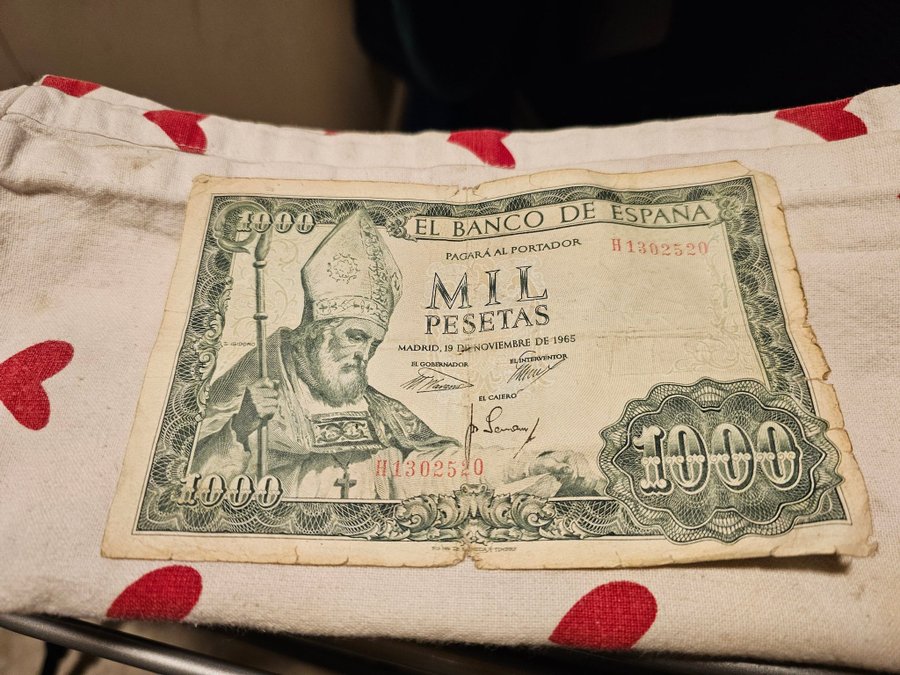 1000
EL BANCO DE ESPAÑA
PAGARÁ AL PORTADOR
H1302520
MIL
PESETAS
MADRID, 19 DE NOVIEMBRE DE 1965
S. ISIDORO
EL GOBERNADOR
EL INTERVENTOR
EL CAJERO
H1302520
1000
1000